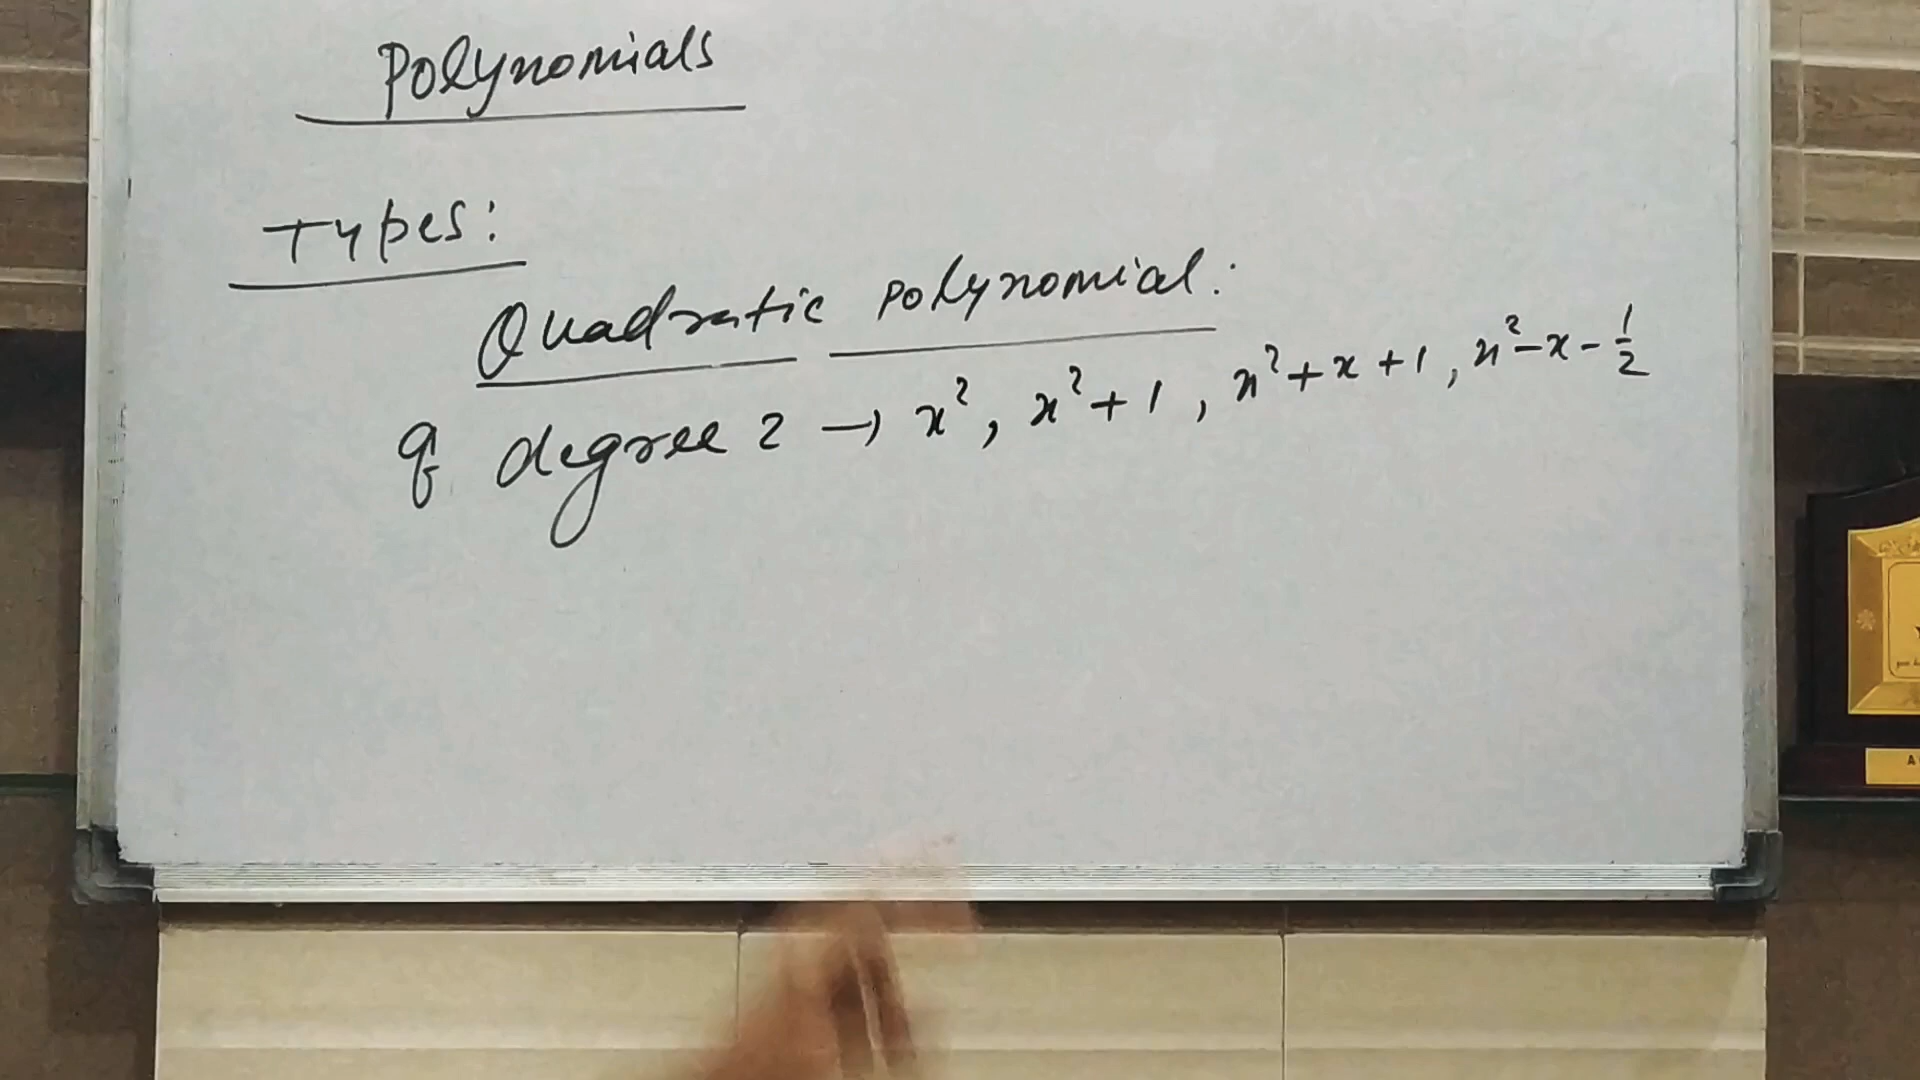 Polynomials
Types:
Quadratic polynomial:
of degree 2 → x², x²+1, x²+x+1, x²-x-1/2